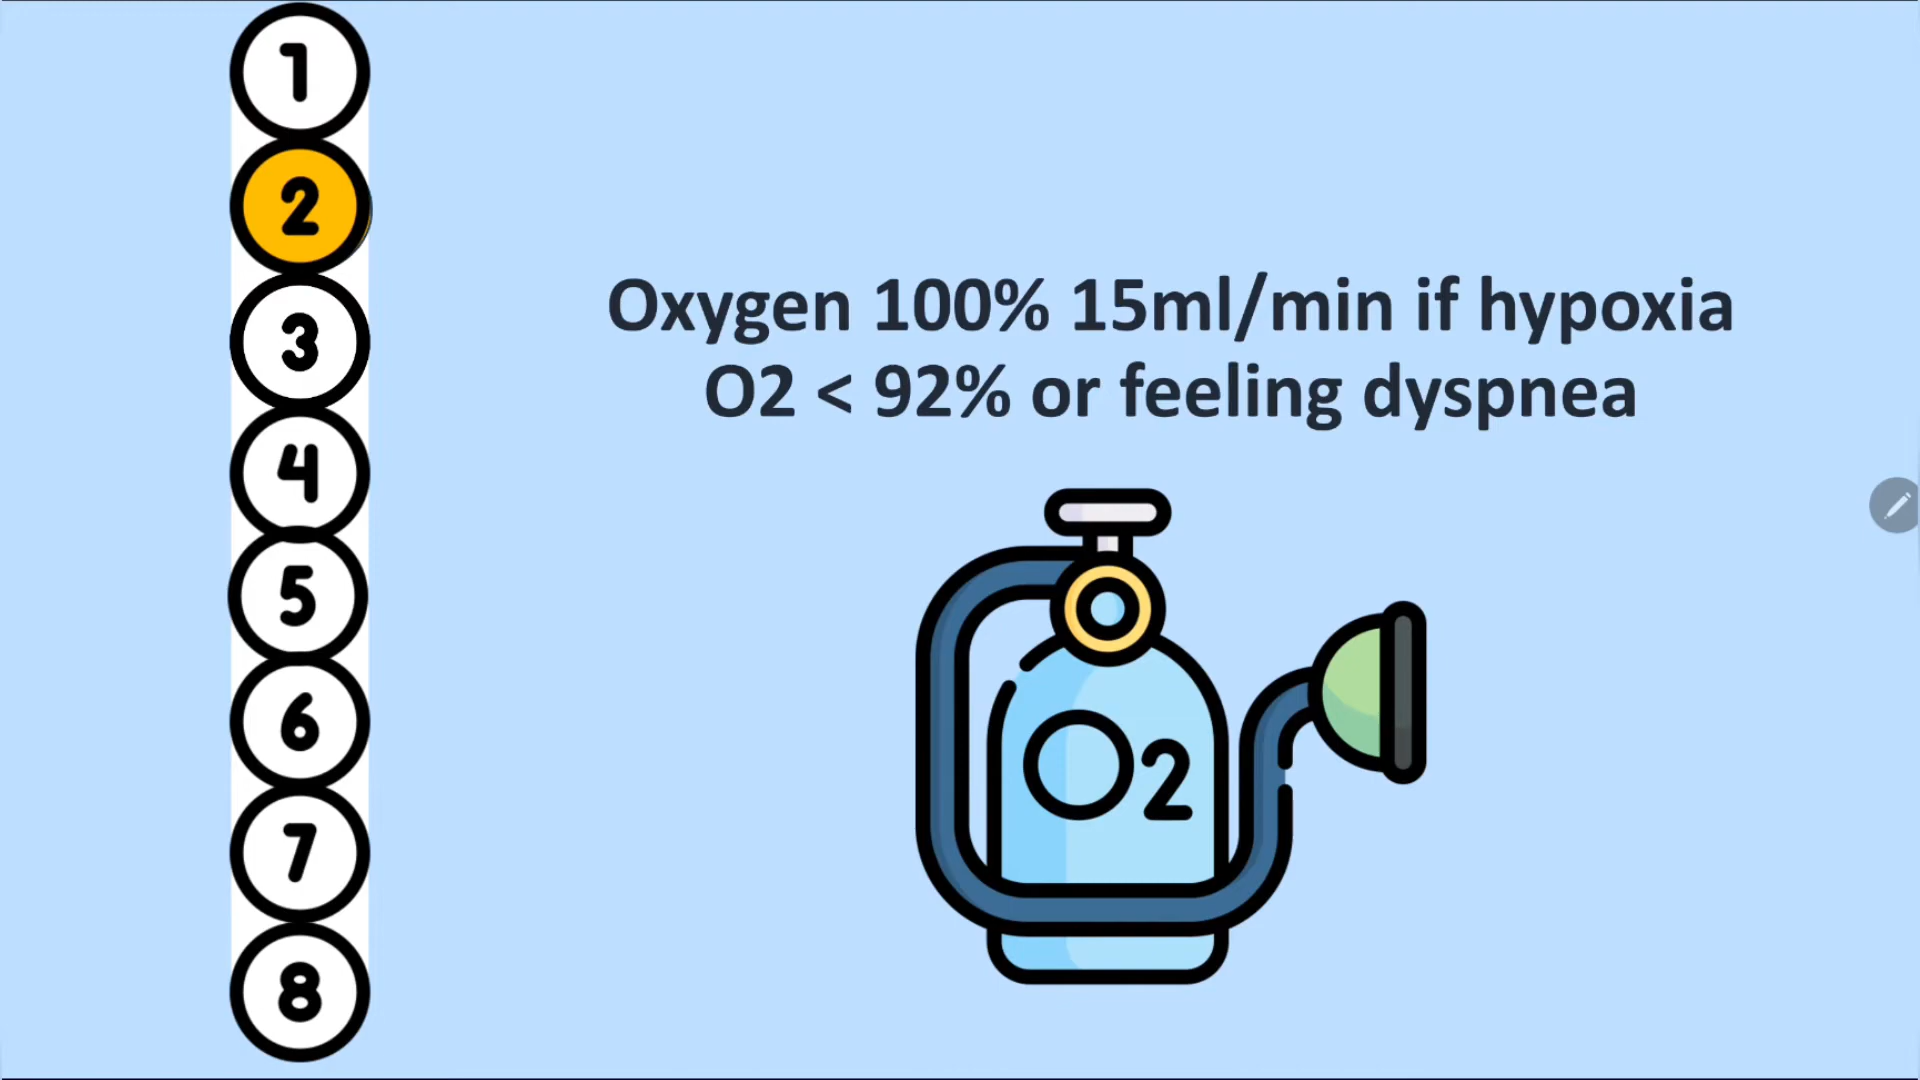 1
2
3
4
5
6
7
8
Oxygen 100% 15ml/min if hypoxia
O2 < 92% or feeling dyspnea
O2